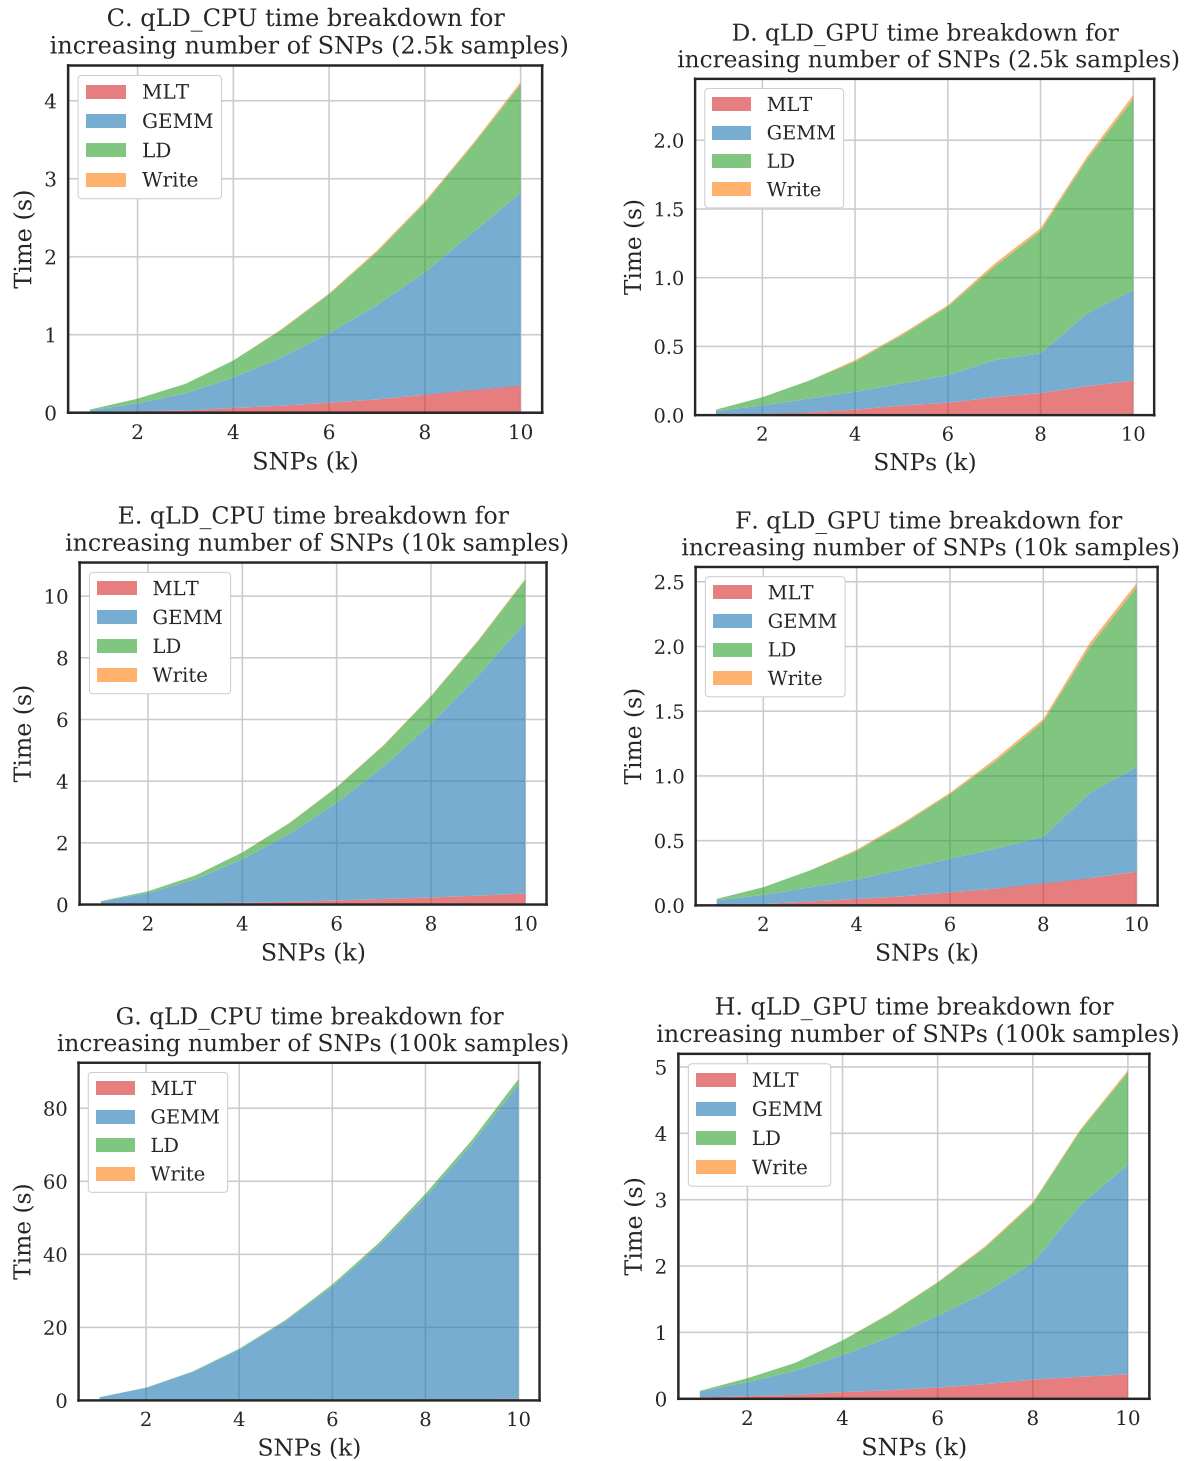 C. qLD_CPU time breakdown for
increasing number of SNPs (2.5k samples)
MLT
GEMM
LD
Write
Time (s)
4
3
2
1
0
2 4 6 8 10
SNPs (k)
D. qLD_GPU time breakdown for
increasing number of SNPs (2.5k samples)
MLT
GEMM
LD
Write
Time (s)
2.0
1.5
1.0
0.5
0.0
2 4 6 8 10
SNPs (k)
E. qLD_CPU time breakdown for
increasing number of SNPs (10k samples)
MLT
GEMM
LD
Write
Time (s)
10
8
6
4
2
0
2 4 6 8 10
SNPs (k)
F. qLD_GPU time breakdown for
increasing number of SNPs (10k samples)
MLT
GEMM
LD
Write
Time (s)
2.5
2.0
1.5
1.0
0.5
0.0
2 4 6 8 10
SNPs (k)
G. qLD_CPU time breakdown for
increasing number of SNPs (100k samples)
MLT
GEMM
LD
Write
Time (s)
80
60
40
20
0
2 4 6 8 10
SNPs (k)
H. qLD_GPU time breakdown for
increasing number of SNPs (100k samples)
MLT
GEMM
LD
Write
Time (s)
5
4
3
2
1
0
2 4 6 8 10
SNPs (k)